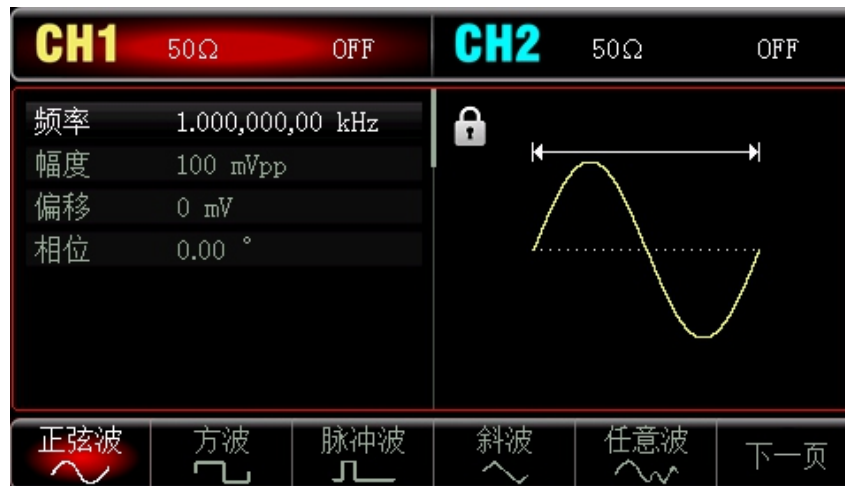 CH1 50Ω OFF CH2 50Ω OFF
频率 1.000,000,00 kHz
幅度 100 mVpp
偏移 0 mV
相位 0.00 °
正弦波 方波 脉冲波 斜波 任意波 下一页